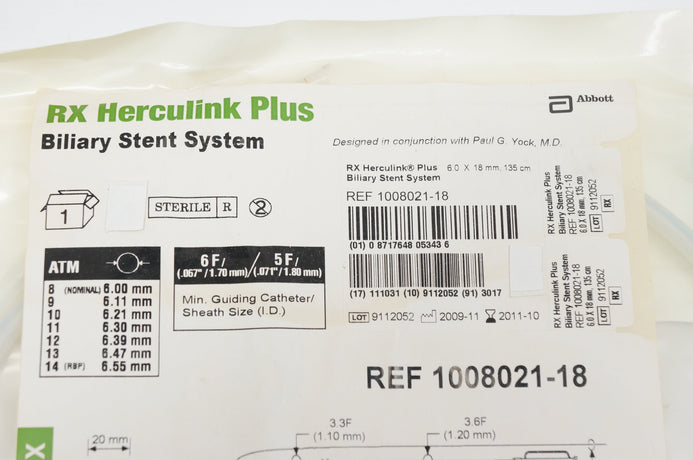 RX Herculink Plus
Biliary Stent System
Abbott
Designed in conjunction with Paul G. Yock, M.D.
RX Herculink® Plus 6.0 X 18 mm, 135 cm
Biliary Stent System
REF 1008021-18
(01) 0 8717648 05343 6
(17) 111031 (10) 9112052 (91) 3017
LOT 9112052 2009-11 2011-10
1
STERILE R
2
ATM
8 (NOMINAL) 6.00 mm
9 6.11 mm
10 6.21 mm
11 6.30 mm
12 6.39 mm
13 6.47 mm
14 (RBP) 6.55 mm
6F/ 5F/
(.067"/1.70 mm)/(.071"/1.80 mm)
Min. Guiding Catheter/
Sheath Size (I.D.)
RX Herculink Plus
Biliary Stent System
REF 1008021-18
6.0 X 18 mm, 135 cm
LOT 9112052
RX
RX Herculink Plus
Biliary Stent System
REF 1008021-18
6.0 X 18 mm, 135 cm
LOT 9112052
RX
REF 1008021-18
X
20 mm
3.3F
(1.10 mm)
3.6F
(1.20 mm)